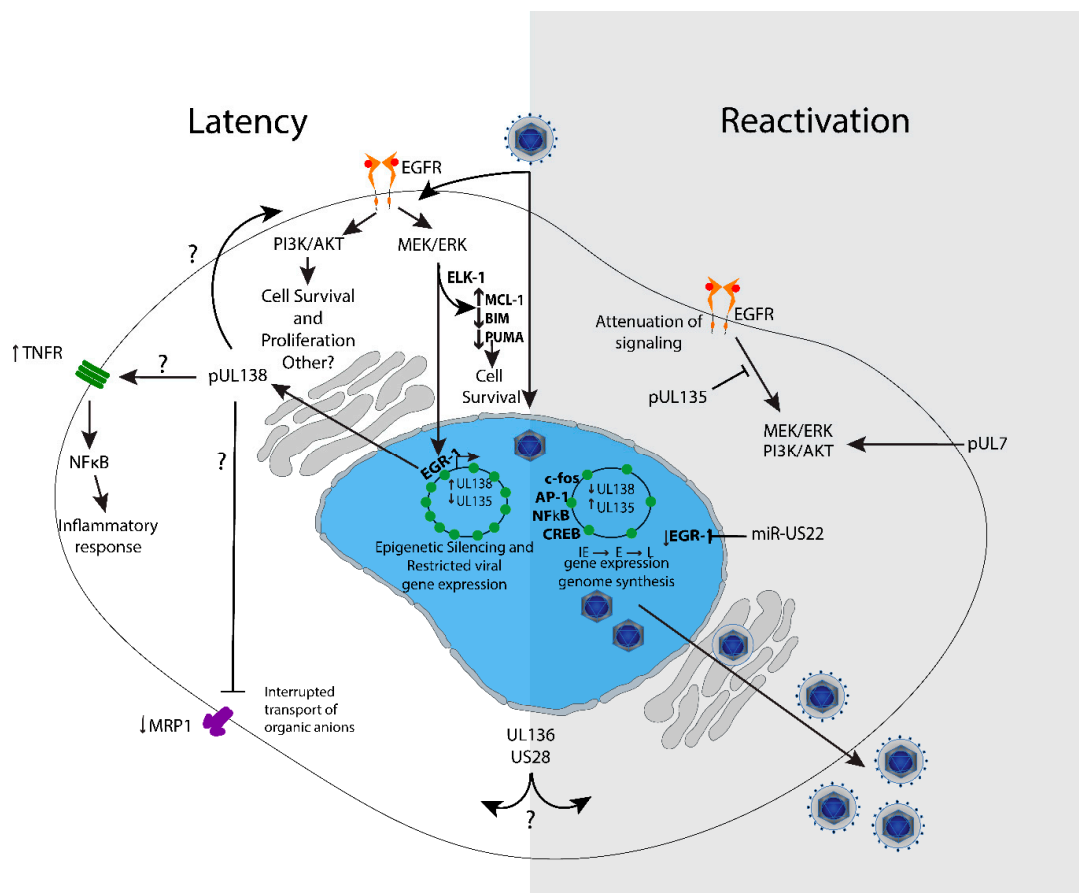 Latency
Reactivation
EGFR
PI3K/AKT
MEK/ERK
?
ELK-1
↑MCL-1
↓BIM
↓PUMA
Cell Survival
and
Proliferation
Other?
Cell
Survival
↑TNFR
?
pUL138
?
NFκB
Inflammatory
response
EGR-1
↑UL138
↓UL135
Epigenetic Silencing and
Restricted viral
gene expression
c-fos
AP-1
NFkB
CREB
↓UL138
↑UL135
↓EGR-1
miR-US22
IE → E → L
gene expression
genome synthesis
EGFR
Attenuation of
signaling
pUL135
MEK/ERK
PI3K/AKT
pUL7
↓MRP1
Interrupted
transport of
organic anions
UL136
US28
?